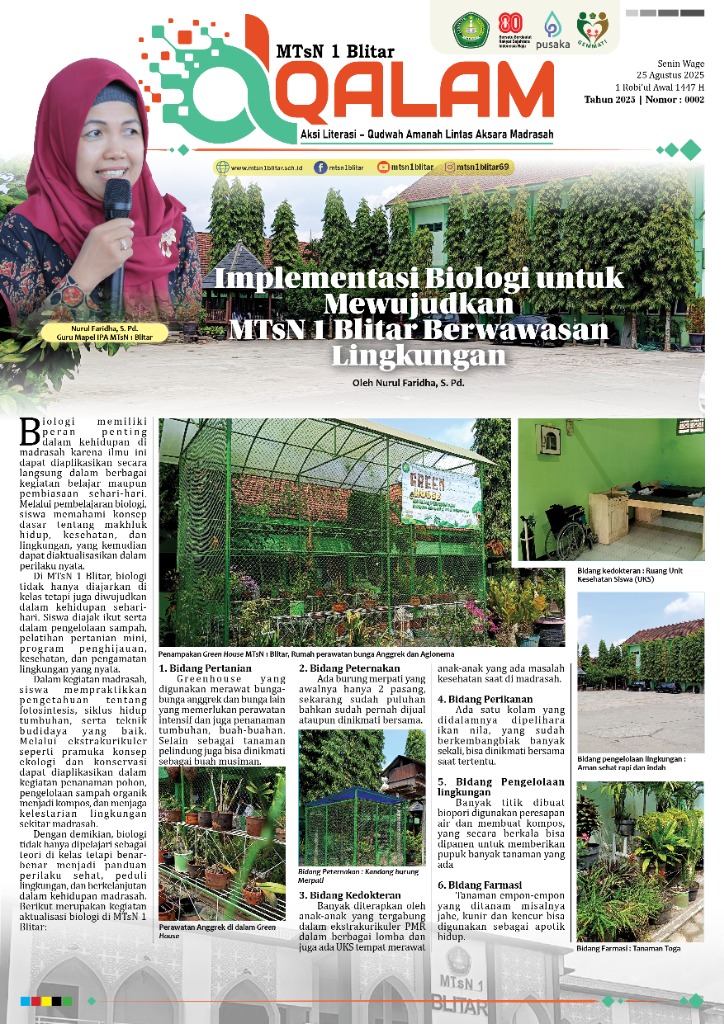 MTsN 1 Blitar
QALAM
Aksi Literasi – Qudwah Amanah Lintas Aksara Madrasah
pusaka
GEMMATI
Senin Wage
25 Agustus 2025
1 Robi'ul Awal 1447 H
Tahun 2025 | Nomor : 0002
www.mtsn1blitar.sch.id
mtsn1blitar
mtsn1blitar
mtsn1blitar69
Implementasi Biologi untuk
Mewujudkan
MTsN 1 Blitar Berwawasan
Lingkungan
Oleh Nurul Faridha, S. Pd.
Nurul Faridha, S. Pd.
Guru Mapel IPA MTsN 1 Blitar
Biologi memiliki
peran penting
dalam kehidupan di
madrasah karena ilmu ini
dapat diaplikasikan secara
langsung dalam berbagai
kegiatan belajar maupun
pembiasaan sehari-hari.
Melalui pembelajaran biologi,
siswa memahami konsep
dasar tentang makhluk
hidup, kesehatan, dan
lingkungan, yang kemudian
dapat diaktualisasikan dalam
perilaku nyata.
Di MTsN 1 Blitar, biologi
tidak hanya diajarkan di
kelas tetapi juga diwujudkan
dalam kehidupan sehari-
hari. Siswa diajak ikut serta
dalam pengelolaan sampah,
pelatihan pertanian mini,
program penghijauan,
kesehatan, dan pengamatan
lingkungan yang nyata.
Dalam kegiatan madrasah,
siswa mempraktikkan
pengetahuan tentang
fotosintesis, siklus hidup
tumbuhan, serta teknik
budidaya yang baik.
Melalui ekstrakurikuler
seperti pramuka konsep
ekologi dan konservasi
dapat diaplikasikan dalam
kegiatan penanaman pohon,
pengelolaan sampah organik
menjadi kompos, dan menjaga
kelestarian lingkungan
sekitar madrasah.
Dengan demikian, biologi
tidak hanya dipelajari sebagai
teori di kelas tetapi benar-
benar menjadi panduan
perilaku sehat, peduli
lingkungan, dan berkelanjutan
dalam kehidupan madrasah.
Berikut merupakan kegiatan
aktualisasi biologi di MTsN 1
Blitar:
GREEN
HOUSE
Penampakan Green House MTsN 1 Blitar, Rumah perawatan bunga Anggrek dan Aglonema
1. Bidang Pertanian
Greenhouse yang
digunakan merawat bunga-
bunga anggrek dan bunga lain
yang memerlukan perawatan
intensif dan juga penanaman
tumbuhan, buah-buahan.
Selain sebagai tanaman
pelindung juga bisa dinikmati
sebagai buah musiman.
Perawatan Anggrek di dalam Green
House
2. Bidang Peternakan
Ada burung merpati yang
awalnya hanya 2 pasang,
sekarang sudah puluhan
bahkan sudah pernah dijual
ataupun dinikmati bersama.
Bidang Peternakan : Kandang burung
Merpati
3. Bidang Kedokteran
Banyak diterapkan oleh
anak-anak yang tergabung
dalam ekstrakurikuler PMR
dalam berbagai lomba dan
juga ada UKS tempat merawat
anak-anak yang ada masalah
kesehatan saat di madrasah.
4. Bidang Perikanan
Ada satu kolam yang
didalamnya dipelihara
ikan nila, yang sudah
berkembangbiak banyak
sekali, bisa dinikmati bersama
saat tertentu.
5. Bidang Pengelolaan
lingkungan
Banyak titik dibuat
biopori digunakan peresapan
air dan membuat kompos,
yang secara berkala bisa
dipanen untuk memberikan
pupuk banyak tanaman yang
ada
6. Bidang Farmasi
Tanaman empon-empon
yang ditanam misalnya
jahe, kunir dan kencur bisa
digunakan sebagai apotik
hidup.
Bidang kedokteran : Ruang Unit
Kesehatan Siswa (UKS)
Bidang pengelolaan lingkungan :
Aman sehat rapi dan indah
Bidang Farmasi : Tanaman Toga
MTsN 1
BLITAR